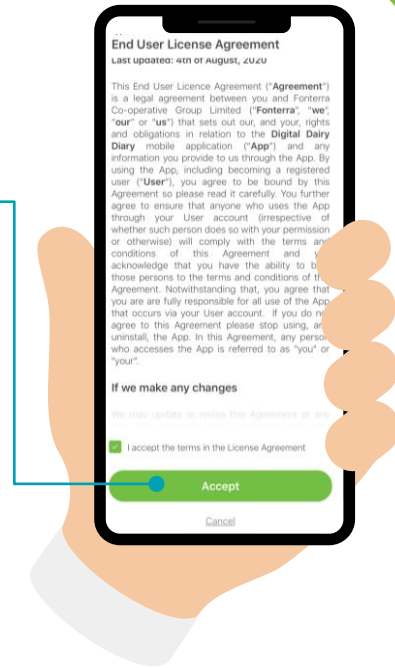 End User License Agreement
Last updated: 4th of August, 2020
This End User Licence Agreement ("Agreement")
is a legal agreement between you and Fonterra
Co-operative Group Limited ("Fonterra", "we",
"our" or "us") that sets out our, and your, rights
and obligations in relation to the Digital Dairy
Diary mobile application ("App") and any
information you provide to us through the App. By
using the App, including becoming a registered
user ("User"), you agree to be bound by this
Agreement so please read it carefully. You further
agree to ensure that anyone who uses the App
through your User account (irrespective of
whether such person does so with your permission
or otherwise) will comply with the terms and
conditions of this Agreement and
acknowledge that you have the ability to
those persons to the terms and conditions of
Agreement. Notwithstanding that, you agree that
you are are fully responsible for all use of the App
that occurs via your User account. If you do
agree to this Agreement please stop using,
uninstall, the App. In this Agreement, any person
who accesses the App is referred to as "you" or
"your".
If we make any changes
We may update or revise this Agreement at any
I accept the terms in the License Agreement
Accept
Cancel